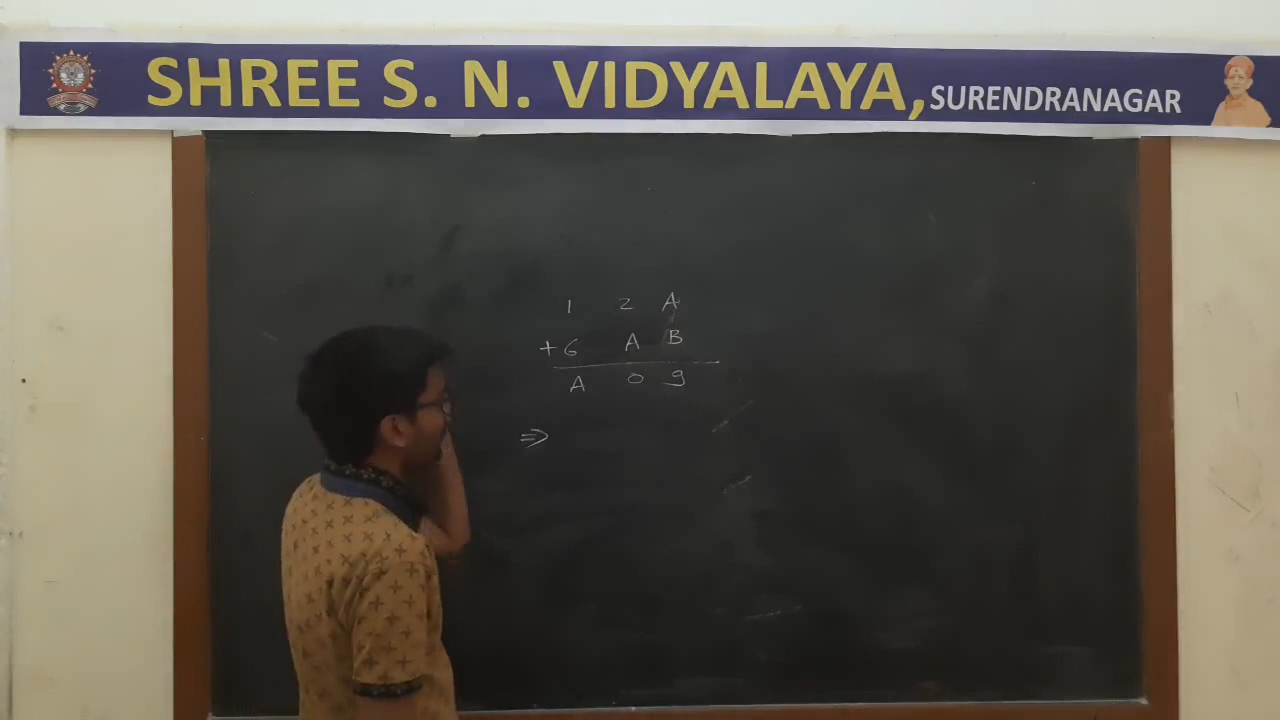 SHREE S. N. VIDYALAYA, SURENDRANAGAR
1 2 A
+ 6 A B
A 0 9
⇒